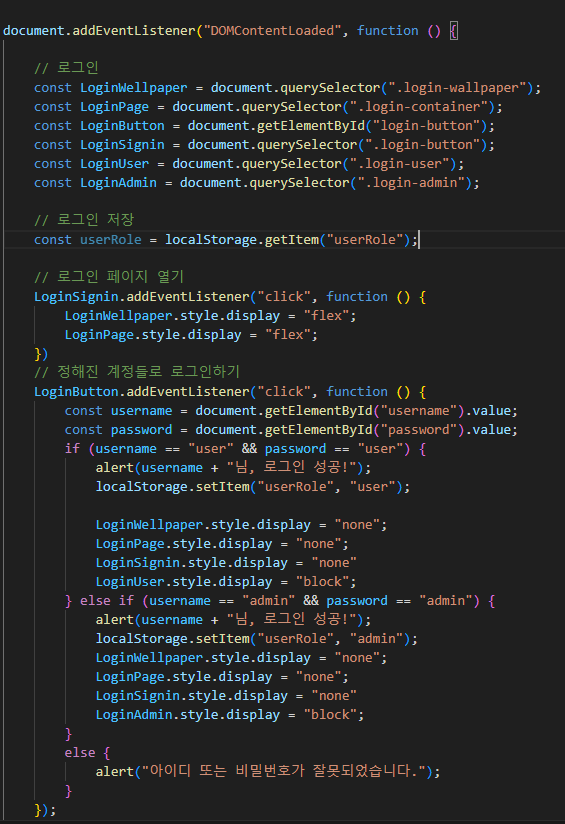 document.addEventListener("DOMContentLoaded", function () {
// 로그인
const LoginWellpaper = document.querySelector(".login-wallpaper");
const LoginPage = document.querySelector(".login-container");
const LoginButton = document.getElementById("login-button");
const LoginSignin = document.querySelector(".login-button");
const LoginUser = document.querySelector(".login-user");
const LoginAdmin = document.querySelector(".login-admin");
// 로그인 저장
const userRole = localStorage.getItem("userRole");
// 로그인 페이지 열기
LoginSignin.addEventListener("click", function () {
LoginWellpaper.style.display = "flex";
LoginPage.style.display = "flex";
})
// 정해진 계정들로 로그인하기
LoginButton.addEventListener("click", function () {
const username = document.getElementById("username").value;
const password = document.getElementById("password").value;
if (username == "user" && password == "user") {
alert(username + "님, 로그인 성공!");
localStorage.setItem("userRole", "user");
LoginWellpaper.style.display = "none";
LoginPage.style.display = "none";
LoginSignin.style.display = "none"
LoginUser.style.display = "block";
} else if (username == "admin" && password == "admin") {
alert(username + "님, 로그인 성공!");
localStorage.setItem("userRole", "admin");
LoginWellpaper.style.display = "none";
LoginPage.style.display = "none";
LoginSignin.style.display = "none"
LoginAdmin.style.display = "block";
}
else {
alert("아이디 또는 비밀번호가 잘못되었습니다.");
}
});